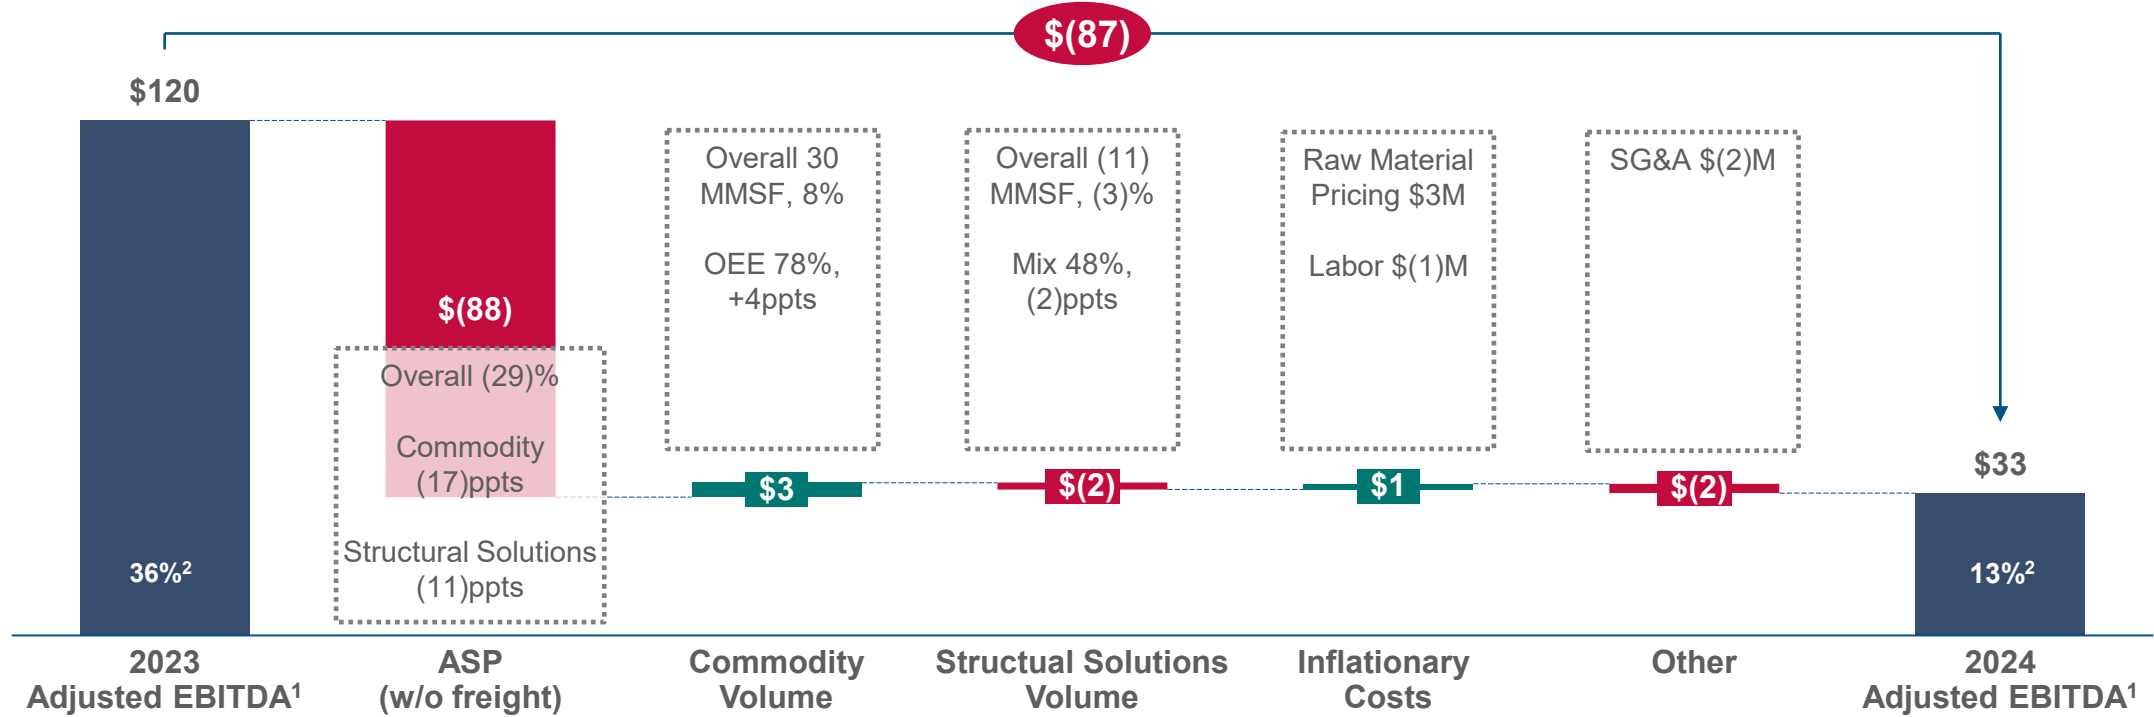 $(87)
$120
$(88)
Overall (29)%
Commodity
(17)ppts
Structural Solutions
(11)ppts
36%²
Overall 30
MMSF, 8%
OEE 78%,
+4ppts
$3
Overall (11)
MMSF, (3)%
Mix 48%,
(2)ppts
$(2)
Raw Material
Pricing $3M
Labor $(1)M
$1
SG&A $(2)M
$(2)
$33
13%²
2023
Adjusted EBITDA¹
ASP
(w/o freight)
Commodity
Volume
Structual Solutions
Volume
Inflationary
Costs
Other
2024
Adjusted EBITDA¹